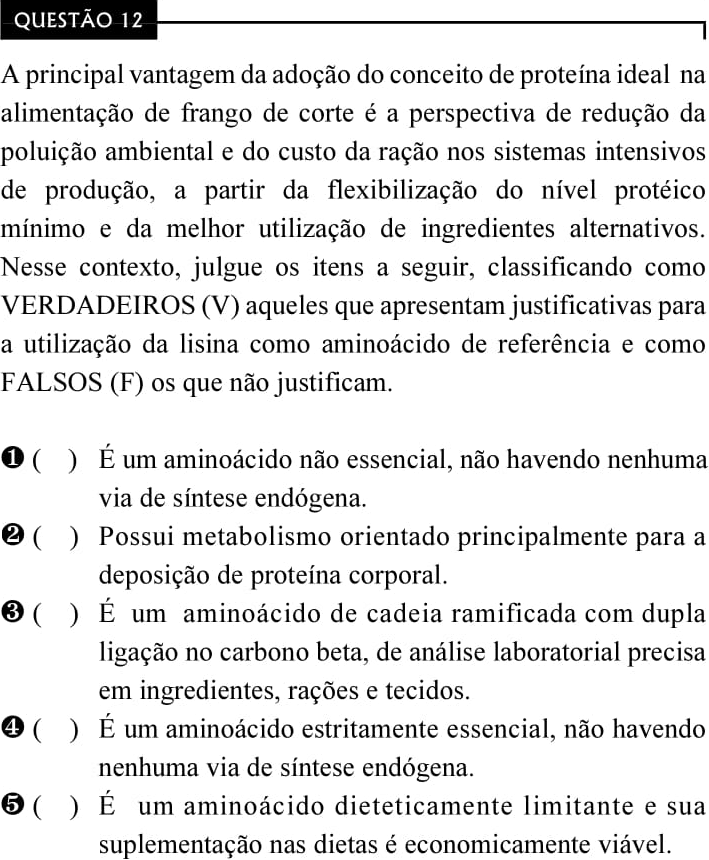 QUESTÃO 12
A principal vantagem da adoção do conceito de proteína ideal na
alimentação de frango de corte é a perspectiva de redução da
poluição ambiental e do custo da ração nos sistemas intensivos
de produção, a partir da flexibilização do nível protéico
mínimo e da melhor utilização de ingredientes alternativos.
Nesse contexto, julgue os itens a seguir, classificando como
VERDADEIROS (V) aqueles que apresentam justificativas para
a utilização da lisina como aminoácido de referência e como
FALSOS (F) os que não justificam.
❶ ( ) É um aminoácido não essencial, não havendo nenhuma
via de síntese endógena.
❷ ( ) Possui metabolismo orientado principalmente para a
deposição de proteína corporal.
❸ ( ) É um aminoácido de cadeia ramificada com dupla
ligação no carbono beta, de análise laboratorial precisa
em ingredientes, rações e tecidos.
❹ ( ) É um aminoácido estritamente essencial, não havendo
nenhuma via de síntese endógena.
❺ ( ) É um aminoácido dieteticamente limitante e sua
suplementação nas dietas é economicamente viável.